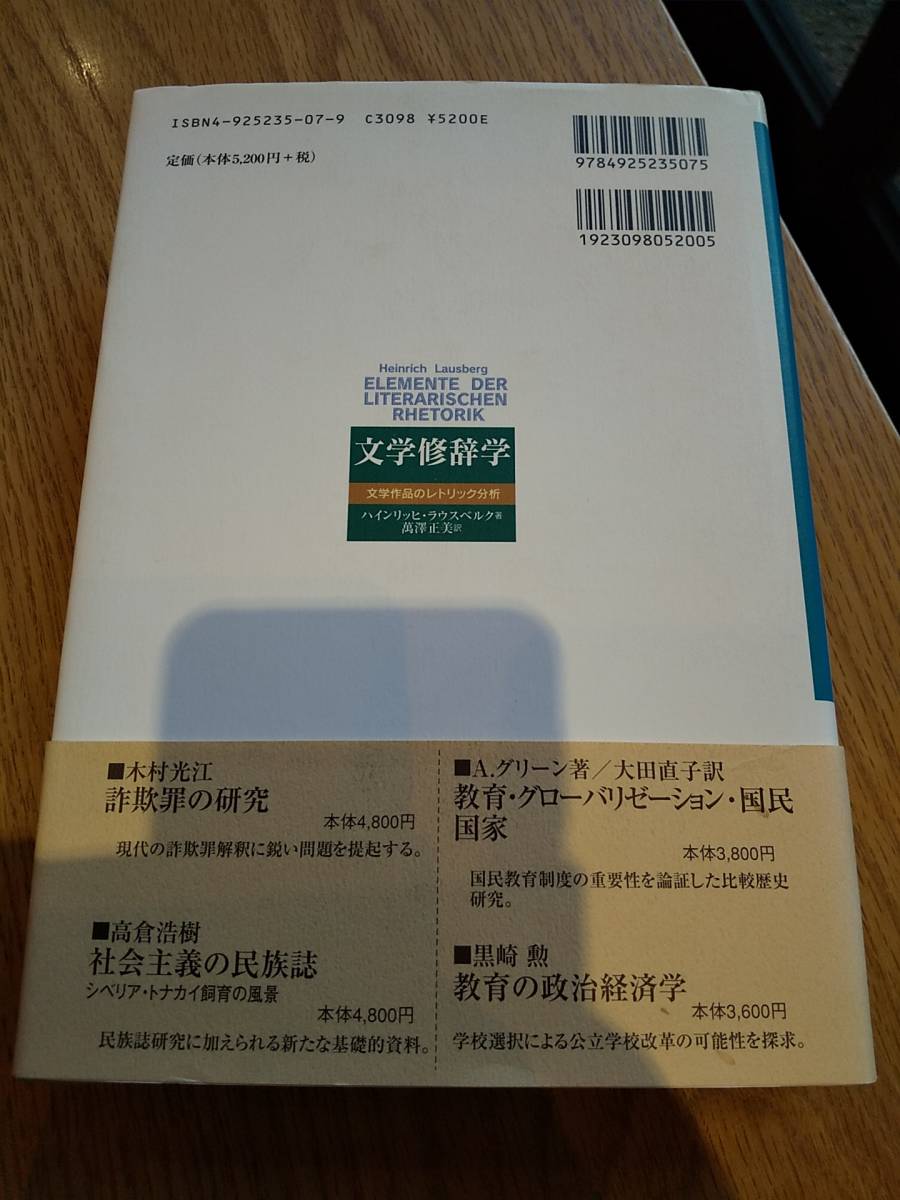 ISBN4-925235-07-9 C3098 ¥5200E
定価(本体5,200円+税)
9784925235075
1923098052005
Heinrich Lausberg
ELEMENTE DER
LITERARISCHEN
RHETORIK
文学修辞学
文学作品のレトリック分析
ハインリッヒ・ラウスベルク著
萬澤正美訳
■木村光江
詐欺罪の研究
本体4,800円
現代の詐欺罪解釈に鋭い問題を提起する。
■高倉浩樹
社会主義の民族誌
シベリア・トナカイ飼育の風景
本体4,800円
民族誌研究に加えられる新たな基礎的資料。
■A.グリーン著/大田直子訳
教育・グローバリゼーション・国民
国家
本体3,800円
国民教育制度の重要性を論証した比較歴史
研究。
■黒崎 勲
教育の政治経済学
本体3,600円
学校選択による公立学校改革の可能性を探求。